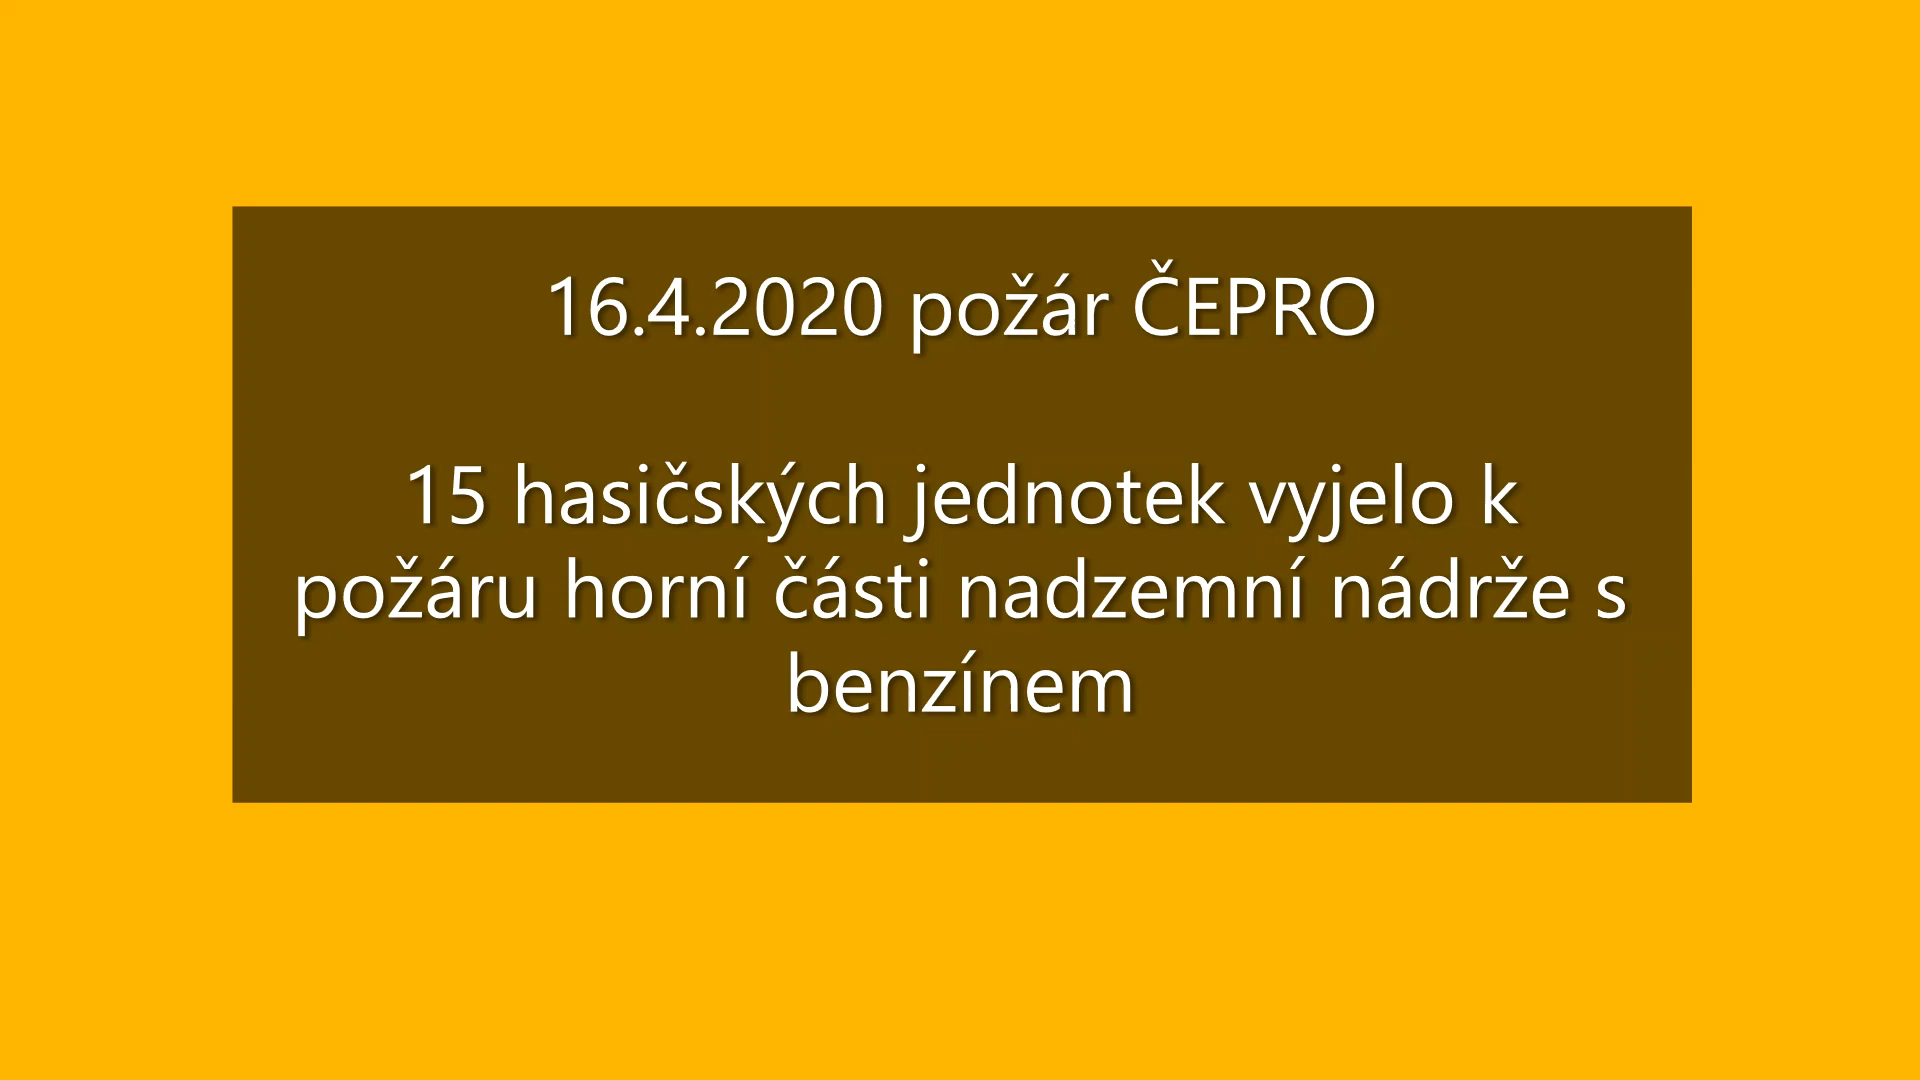 16.4.2020 požár ČEPRO
15 hasičských jednotek vyjelo k
požáru horní části nadzemní nádrže s
benzínem